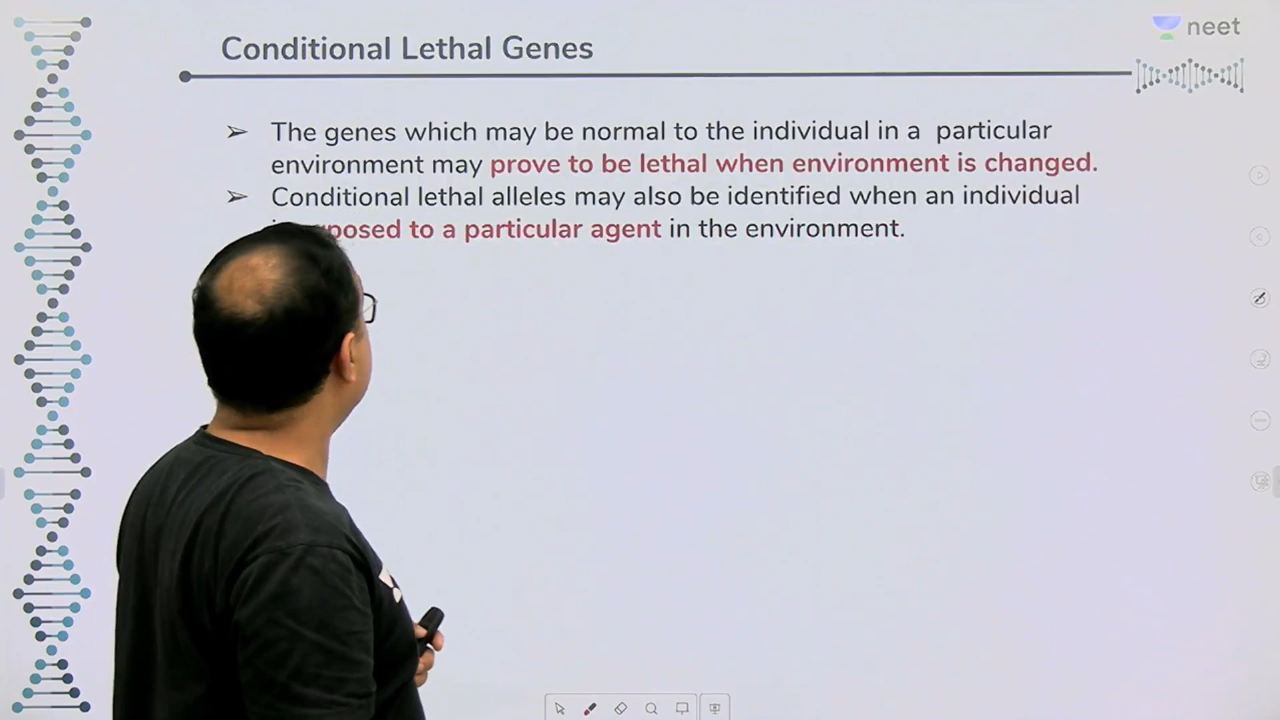 Conditional Lethal Genes
neet
➢ The genes which may be normal to the individual in a particular
environment may prove to be lethal when environment is changed.
➢ Conditional lethal alleles may also be identified when an individual
posed to a particular agent in the environment.